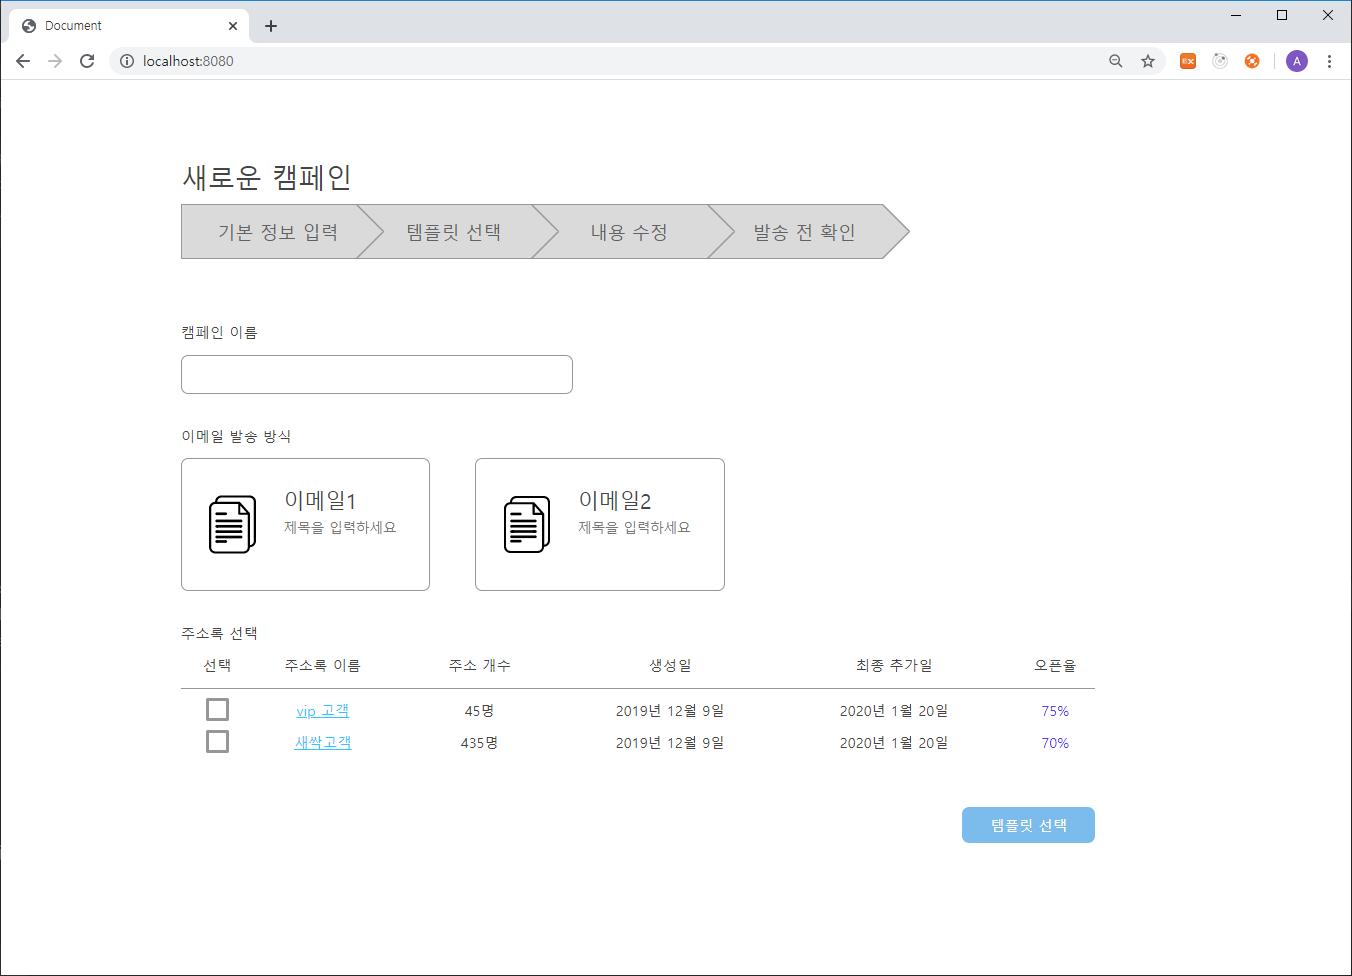 Document
localhost:8080
A
새로운 캠페인
기본 정보 입력 템플릿 선택 내용 수정 발송 전 확인
캠페인 이름
이메일 발송 방식
이메일1 이메일2
제목을 입력하세요 제목을 입력하세요
주소록 선택
선택 주소록 이름 주소 개수 생성일 최종 추가일 오픈율
vip 고객 45명 2019년 12월 9일 2020년 1월 20일 75%
새싹고객 435명 2019년 12월 9일 2020년 1월 20일 70%
템플릿 선택